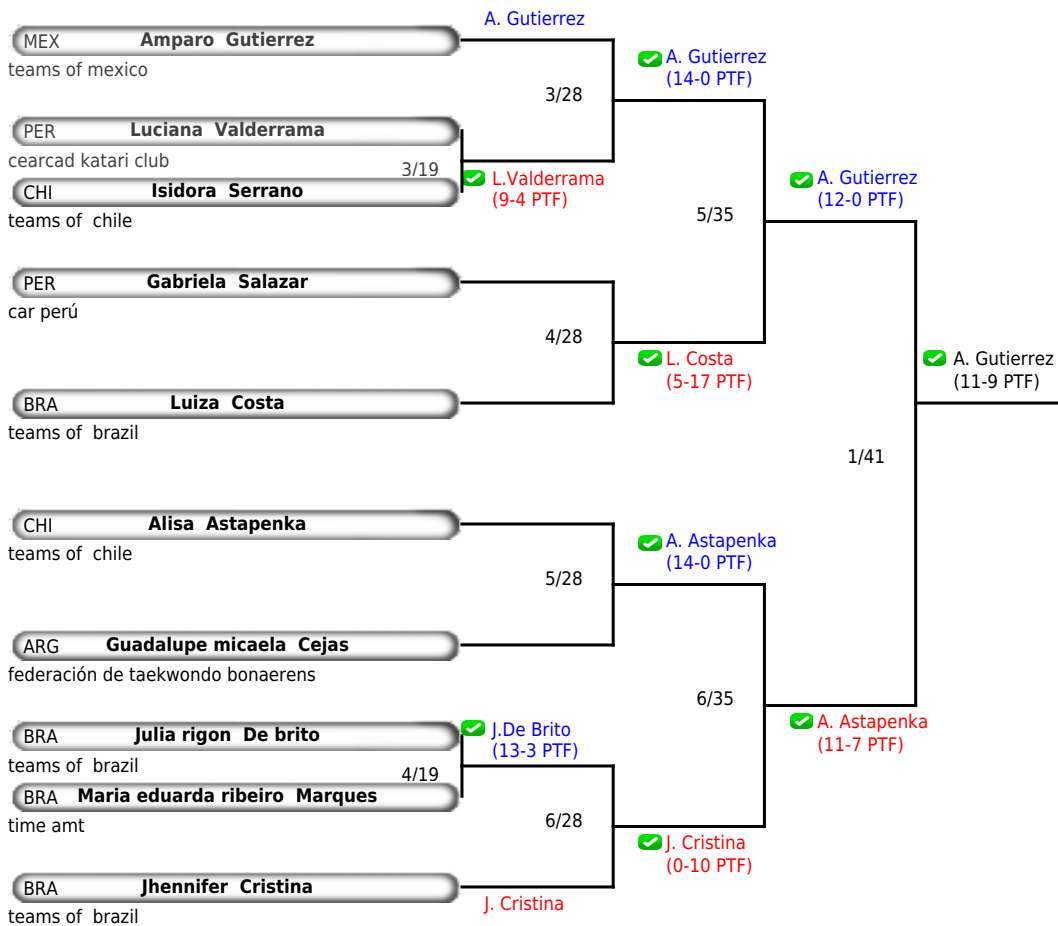 A. Gutierrez
MEX Amparo Gutierrez
teams of mexico
A. Gutierrez
(14-0 PTF)
3/28
PER Luciana Valderrama
cearcad katari club
3/19
L.Valderrama
(9-4 PTF)
CHI Isidora Serrano
teams of chile
A. Gutierrez
(12-0 PTF)
5/35
PER Gabriela Salazar
car perú
4/28
L. Costa
(5-17 PTF)
A. Gutierrez
(11-9 PTF)
BRA Luiza Costa
teams of brazil
1/41
CHI Alisa Astapenka
teams of chile
A. Astapenka
(14-0 PTF)
5/28
ARG Guadalupe micaela Cejas
federación de taekwondo bonaerens
6/35
A. Astapenka
(11-7 PTF)
BRA Julia rigon De brito
teams of brazil
J.De Brito
(13-3 PTF)
4/19
BRA Maria eduarda ribeiro Marques
time amt
6/28
J. Cristina
(0-10 PTF)
BRA Jhennifer Cristina
teams of brazil
J. Cristina